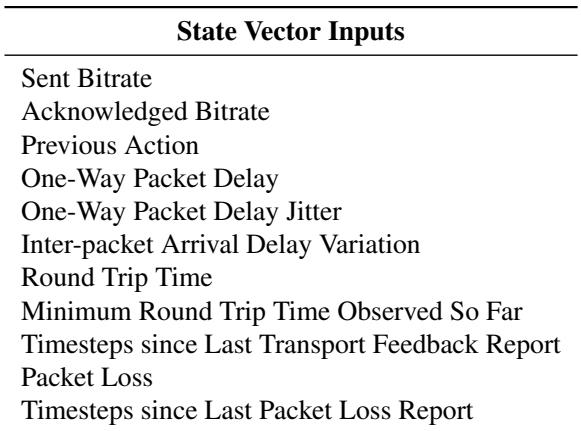 State Vector Inputs
Sent Bitrate
Acknowledged Bitrate
Previous Action
One-Way Packet Delay
One-Way Packet Delay Jitter
Inter-packet Arrival Delay Variation
Round Trip Time
Minimum Round Trip Time Observed So Far
Timesteps since Last Transport Feedback Report
Packet Loss
Timesteps since Last Packet Loss Report